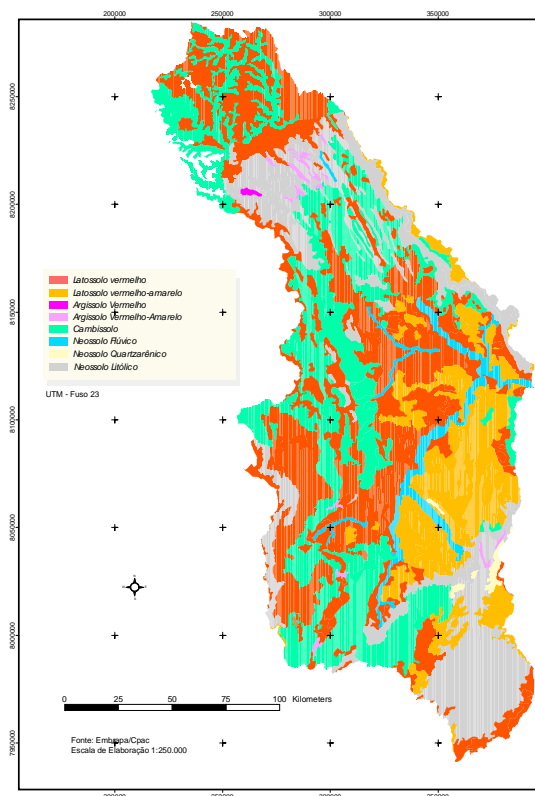 200000 250000 300000 350000
8250000
8200000
Latossolo vermelho
Latossolo vermelho-amarelo
Argissolo Vermelho
Argissolo Vermelho-Amarelo
Cambissolo
Neossolo Flúvico
Neossolo Quartzarênico
Neossolo Litólico
8150000
UTM - Fuso 23
8100000
8050000
8000000
0 25 50 75 100 Kilometers
Fonte: Embrapa/Cpac
Escala de Elaboração 1:250.000
7950000